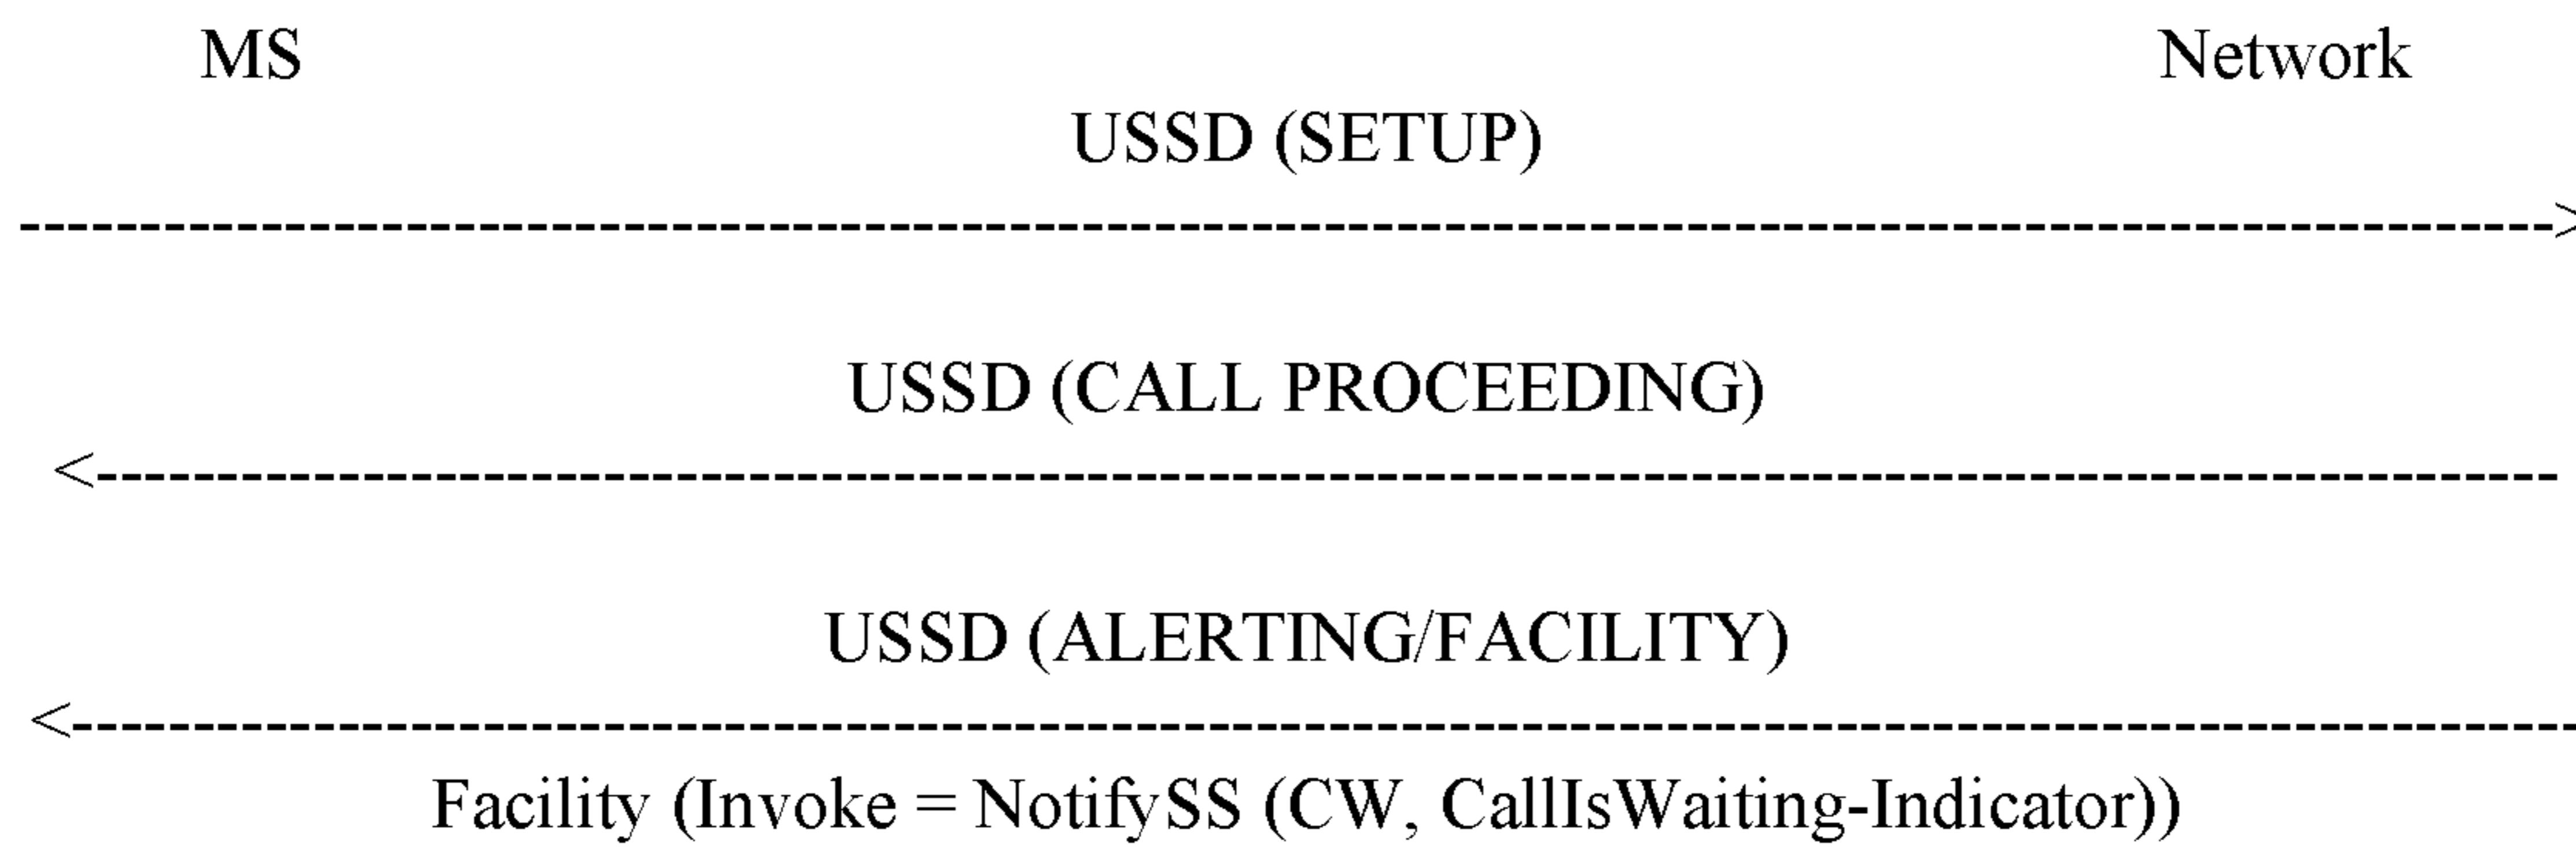 MS Network
USSD (SETUP)
USSD (CALL PROCEEDING)
USSD (ALERTING/FACILITY)
Facility (Invoke = NotifySS (CW, CallIsWaiting-Indicator))